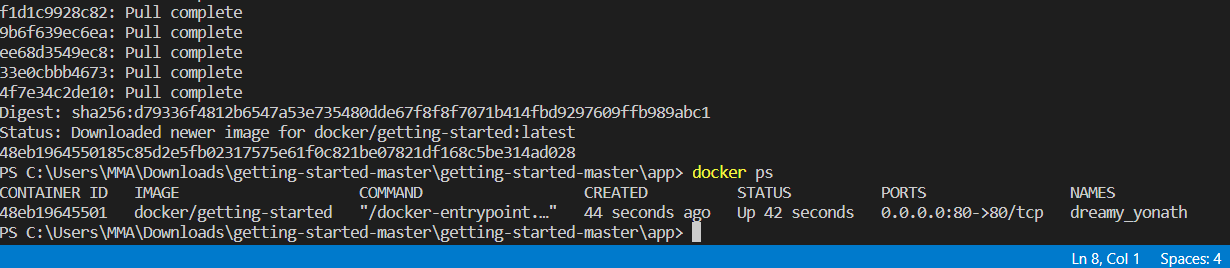 f1d1c9928c82: Pull complete
9b6f639ec6ea: Pull complete
ee68d3549ec8: Pull complete
33e0cbbb4673: Pull complete
4f7e34c2de10: Pull complete
Digest: sha256:d79336f4812b6547a53e735480dde67f8f8f7071b414fbd9297609ffb989abc1
Status: Downloaded newer image for docker/getting-started:latest
48eb1964550185c85d2e5fb02317575e61f0c821be07821df168c5be314ad028
PS C:\Users\MMA\Downloads\getting-started-master\getting-started-master\app> docker ps
CONTAINER ID   IMAGE                    COMMAND                  CREATED          STATUS          PORTS                NAMES
48eb19645501   docker/getting-started   "/docker-entrypoint.…"   44 seconds ago   Up 42 seconds   0.0.0.0:80->80/tcp   dreamy_yonath
PS C:\Users\MMA\Downloads\getting-started-master\getting-started-master\app>
Ln 8, Col 1   Spaces: 4